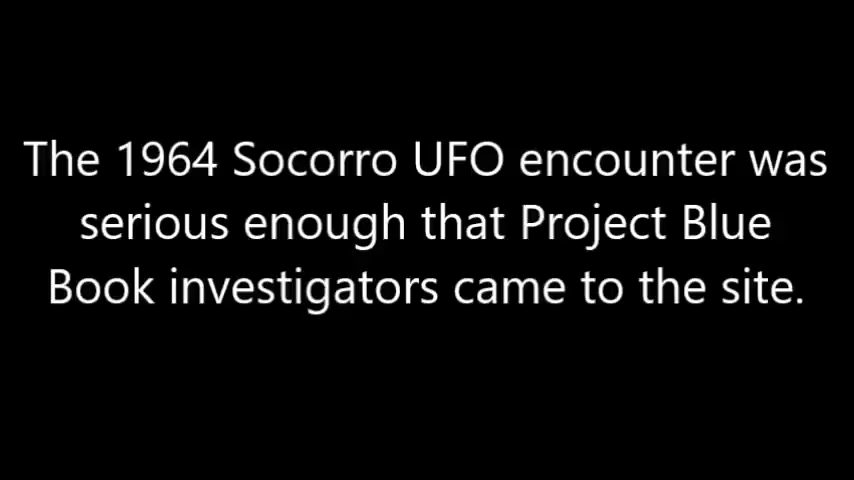 The 1964 Socorro UFO encounter was
serious enough that Project Blue
Book investigators came to the site.